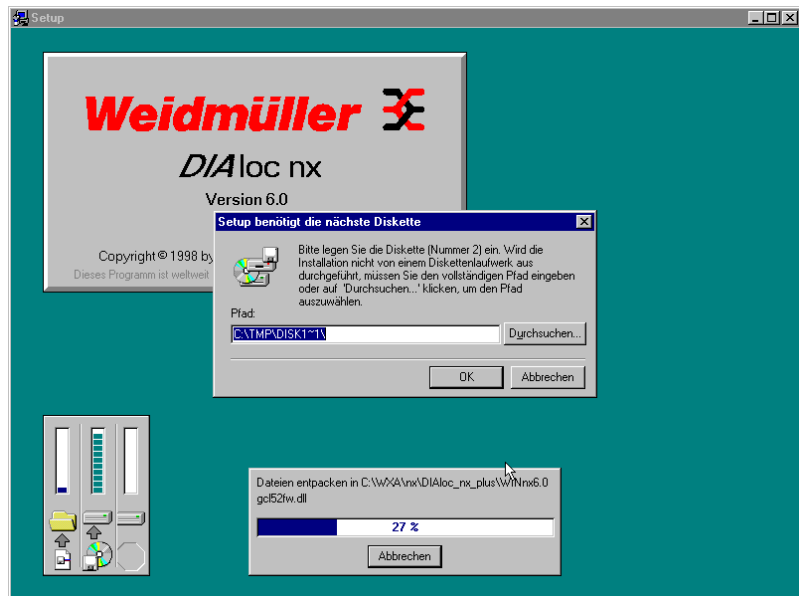 Setup
Weidmüller
DIAloc nx
Version 6.0
Copyright © 1998 by
Dieses Programm ist weltweit
Setup benötigt die nächste Diskette
Bitte legen Sie die Diskette (Nummer 2) ein. Wird die
Installation nicht von einem Diskettenlaufwerk aus
durchgeführt, müssen Sie den vollständigen Pfad eingeben
oder auf 'Durchsuchen...' klicken, um den Pfad
auszuwählen.
Pfad:
C:\TMP\DISK1~1\
Durchsuchen...
OK
Abbrechen
Dateien entpacken in C:\WXA\nx\DIAloc_nx_plus\WINnx6.0
gcl52fw.dll
27 %
Abbrechen